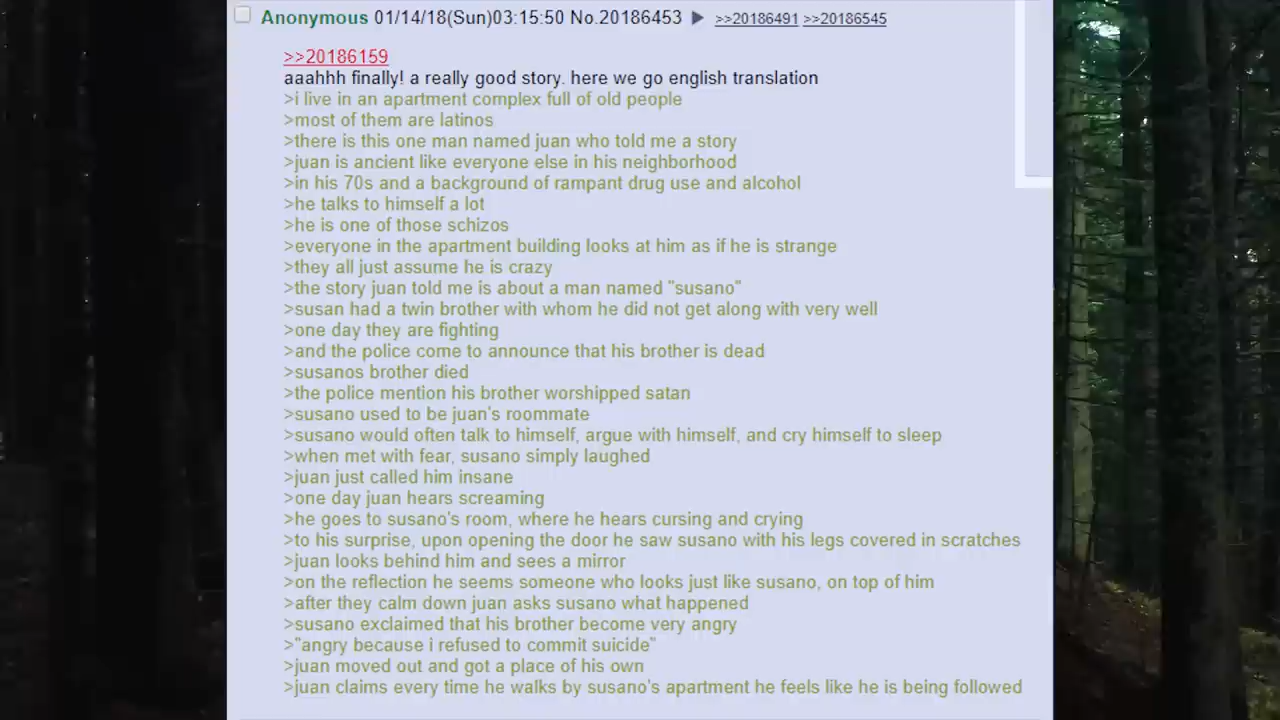 Anonymous 01/14/18(Sun)03:15:50 No.20186453 ▶ >>20186491 >>20186545
>>20186159
aaahhh finally! a really good story. here we go english translation
>i live in an apartment complex full of old people
>most of them are latinos
>there is this one man named juan who told me a story
>juan is ancient like everyone else in his neighborhood
>in his 70s and a background of rampant drug use and alcohol
>he talks to himself a lot
>he is one of those schizos
>everyone in the apartment building looks at him as if he is strange
>they all just assume he is crazy
>the story juan told me is about a man named "susano"
>susan had a twin brother with whom he did not get along with very well
>one day they are fighting
>and the police come to announce that his brother is dead
>susanos brother died
>the police mention his brother worshipped satan
>susano used to be juan's roommate
>susano would often talk to himself, argue with himself, and cry himself to sleep
>when met with fear, susano simply laughed
>juan just called him insane
>one day juan hears screaming
>he goes to susano's room, where he hears cursing and crying
>to his surprise, upon opening the door he saw susano with his legs covered in scratches
>juan looks behind him and sees a mirror
>on the reflection he seems someone who looks just like susano, on top of him
>after they calm down juan asks susano what happened
>susano exclaimed that his brother become very angry
>"angry because i refused to commit suicide"
>juan moved out and got a place of his own
>juan claims every time he walks by susano's apartment he feels like he is being followed